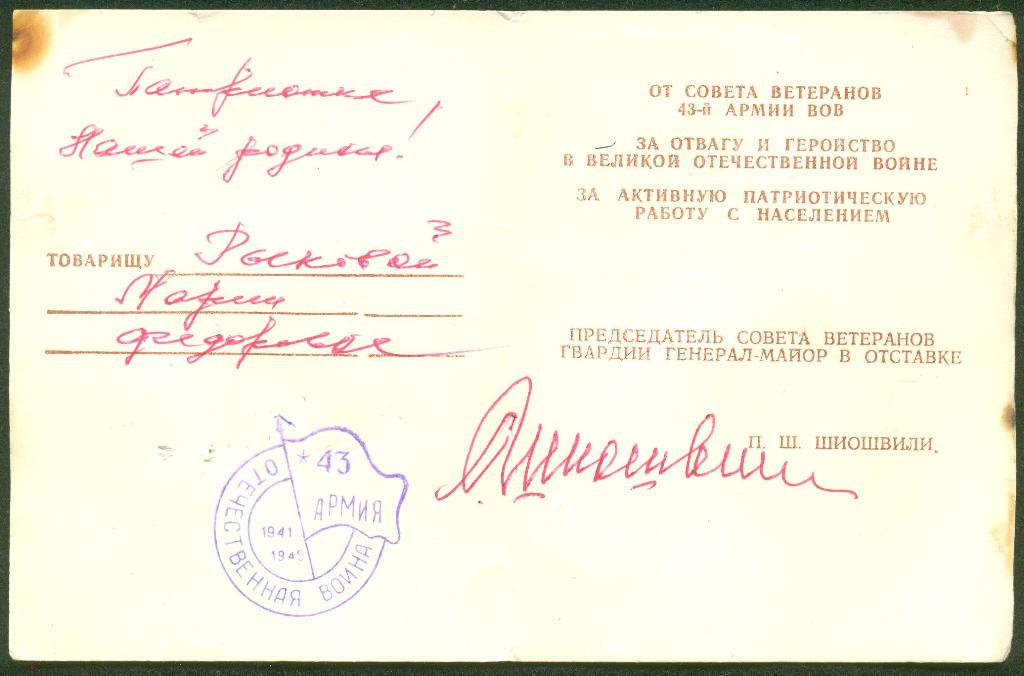 Патриотке
Нашей родины!
ТОВАРИЩУ Рыковой
Марии
Федоровне
ОТЕЧЕСТВЕННАЯ ВОЙНА
1941
1945
* 43
АРМИЯ
ОТ СОВЕТА ВЕТЕРАНОВ
43-й АРМИИ ВОВ
ЗА ОТВАГУ И ГЕРОЙСТВО
В ВЕЛИКОЙ ОТЕЧЕСТВЕННОЙ ВОЙНЕ
ЗА АКТИВНУЮ ПАТРИОТИЧЕСКУЮ
РАБОТУ С НАСЕЛЕНИЕМ
ПРЕДСЕДАТЕЛЬ СОВЕТА ВЕТЕРАНОВ
ГВАРДИИ ГЕНЕРАЛ-МАЙОР В ОТСТАВКЕ
П. Ш. ШИОШВИЛИ.